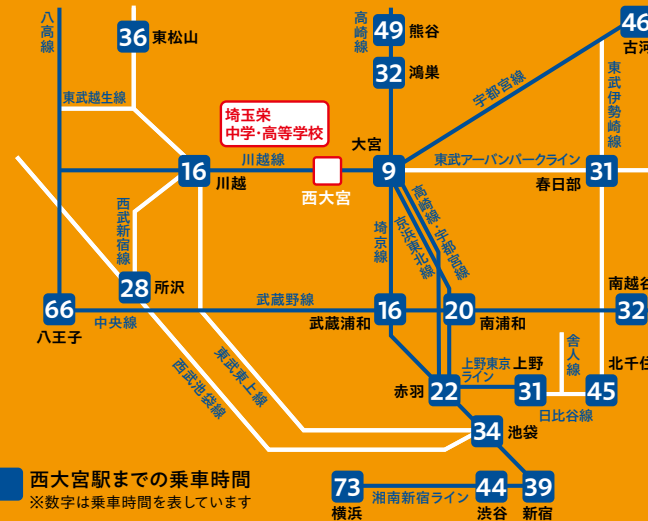 八高線
36 東松山
高崎線
49 熊谷
46
古河
32 鴻巣
宇都宮線
東武伊勢崎線
東武越生線
埼玉栄
中学・高等学校
大宮
16
川越
川越線
西大宮
9
東武アーバンパークライン
31
春日部
西武新宿線
埼京線
京浜東北線
高崎線・宇都宮線
28 所沢
南越谷
66
八王子
中央線
武蔵野線
16
武蔵浦和
20
南浦和
32
西武池袋線
東武東上線
赤羽 22
上野東京
ライン
上野
31
舎人線
北千住
45
日比谷線
34 池袋
73
横浜
湘南新宿ライン
44
渋谷
39
新宿
西大宮駅までの乗車時間
※数字は乗車時間を表しています